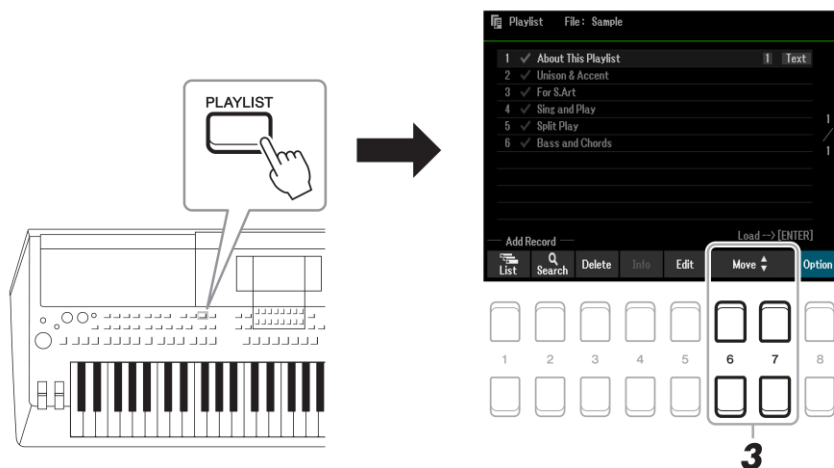 PLAYLIST
Playlist File: Sample
1 ✓ About This Playlist 1 Text
2 ✓ Unison & Accent
3 ✓ For S.Art
4 ✓ Sing and Play
5 ✓ Split Play
6 ✓ Bass and Chords
1/1
Load --> [ENTER]
Add Record
List Search Delete Info Edit Move Option
1 2 3 4 5 6 7 8
3